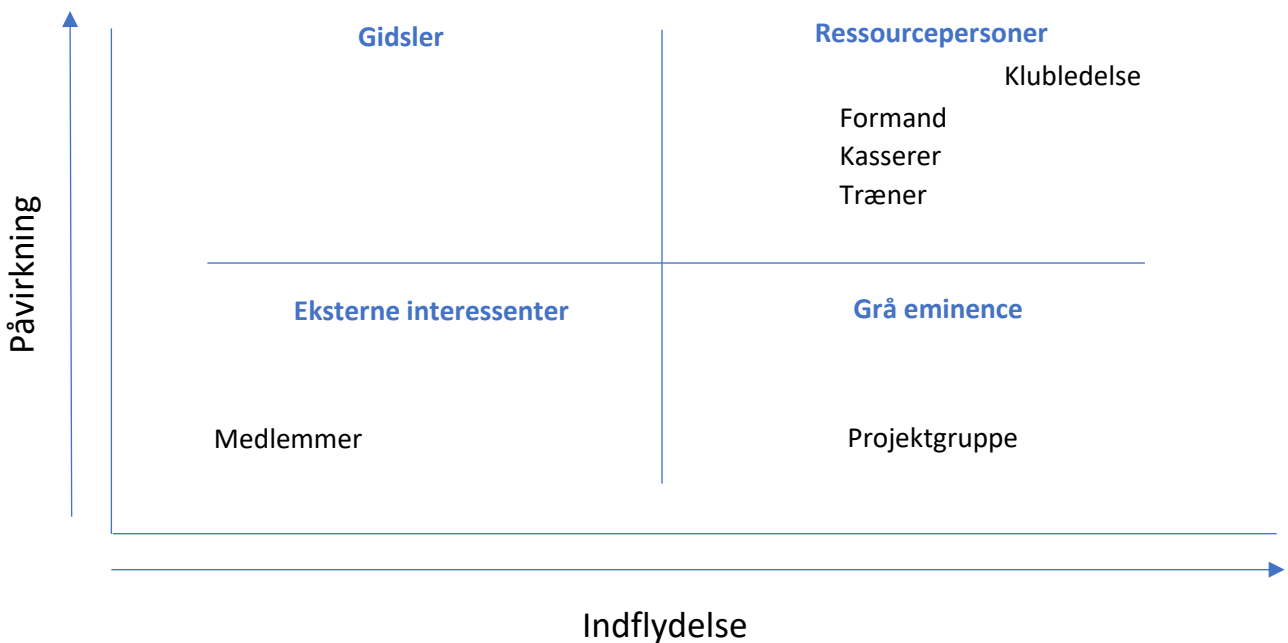 Gidsler
Ressourcepersoner
Klubledelse
Formand
Kasserer
Træner
Påvirkning
Eksterne interessenter
Grå eminence
Medlemmer
Projektgruppe
Indflydelse